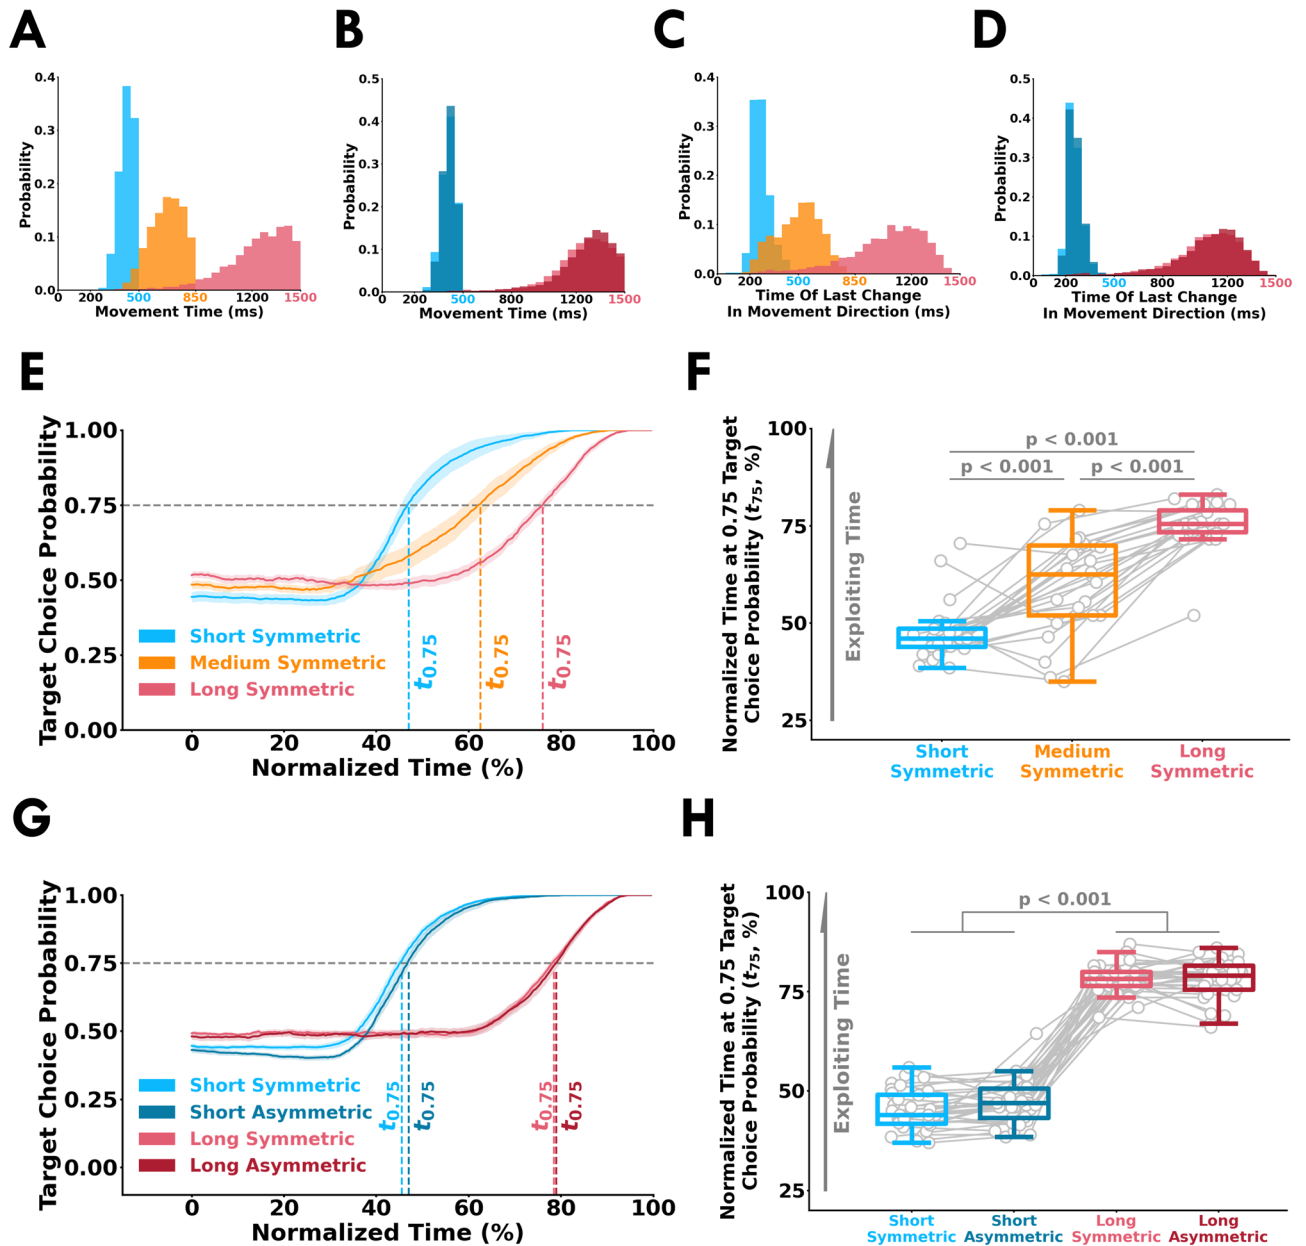 A
B
C
D
Probability
0.4
0.3
0.2
0.1
0.0
0 200 500 850 1200 1500
Movement Time (ms)
Probability
0.5
0.4
0.3
0.2
0.1
0.0
0 200 500 800 1200 1500
Movement Time (ms)
Probability
0.4
0.3
0.2
0.1
0.0
0 200 500 850 1200 1500
Time Of Last Change
In Movement Direction (ms)
Probability
0.5
0.4
0.3
0.2
0.1
0.0
0 200 500 800 1200 1500
Time Of Last Change
In Movement Direction (ms)
E
Target Choice Probability
1.00
0.75
0.50
0.25
0.00
Short Symmetric
Medium Symmetric
Long Symmetric
t0.75
t0.75
t0.75
0 20 40 60 80 100
Normalized Time (%)
F
Normalized Time at 0.75 Target
Choice Probability (t75, %)
100
75
50
25
Exploiting Time
p < 0.001
p < 0.001 p < 0.001
Short
Symmetric
Medium
Symmetric
Long
Symmetric
G
Target Choice Probability
1.00
0.75
0.50
0.25
0.00
Short Symmetric
Short Asymmetric
Long Symmetric
Long Asymmetric
t0.75
t0.75
t0.75
t0.75
0 20 40 60 80 100
Normalized Time (%)
H
Normalized Time at 0.75 Target
Choice Probability (t75, %)
100
75
50
25
Exploiting Time
p < 0.001
Short
Symmetric
Short
Asymmetric
Long
Symmetric
Long
Asymmetric